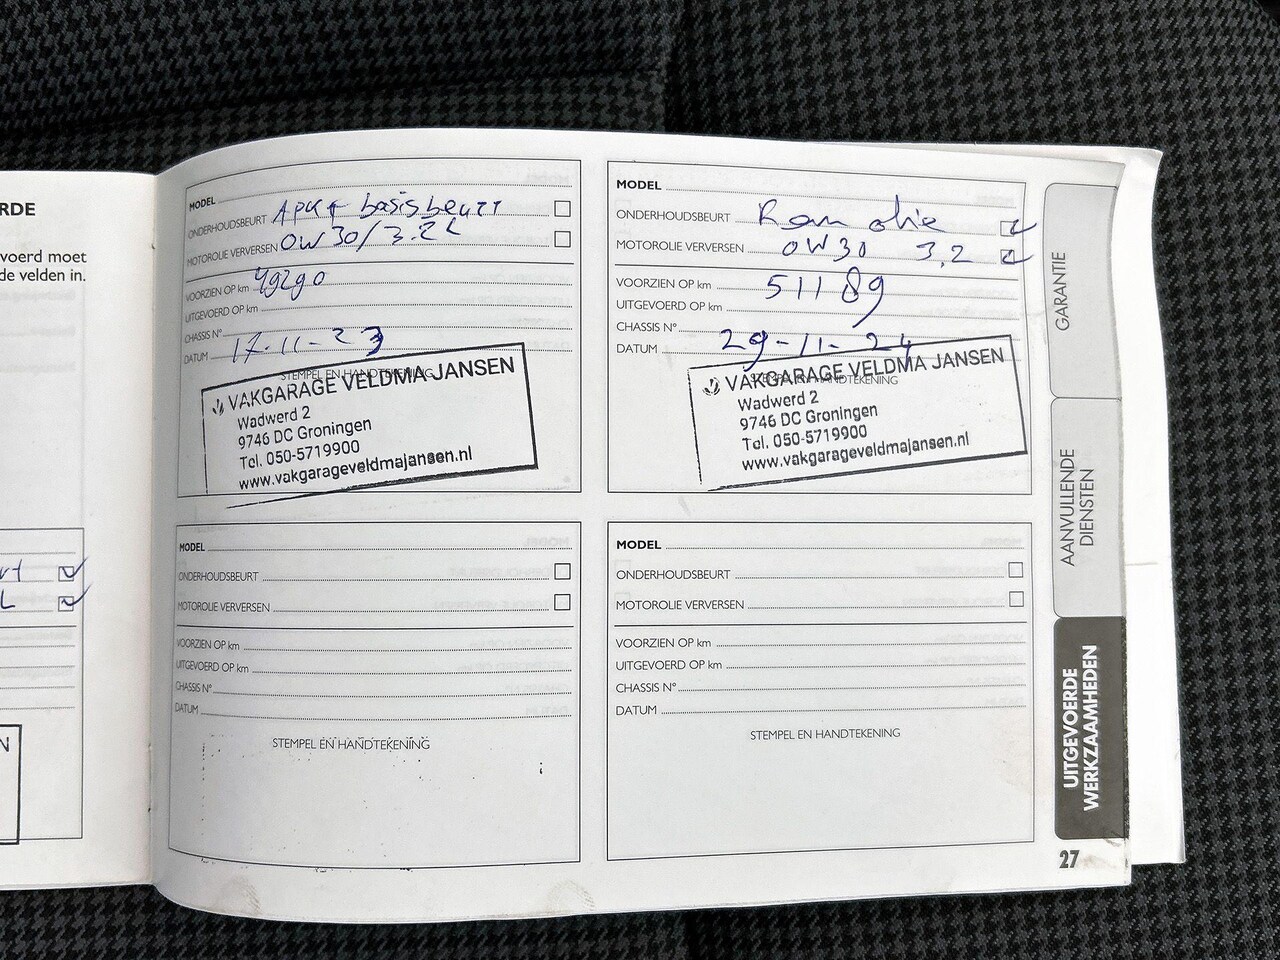 RDE
voerd moet
de velden in.
L
N
MODEL
ONDERHOUDSBEURT APK + basisbeurt
MOTOROLIE VERVERSEN 0W30/3.2L
VOORZIEN OP km 49290
UITGEVOERD OP km
CHASSIS N°
DATUM 17-11-23
STEMPEL EN HANDTEKENING
VAKGARAGE VELDMA JANSEN
Wadwerd 2
9746 DC Groningen
Tel. 050-5719900
www.vakgarageveldmajansen.nl
MODEL
ONDERHOUDSBEURT olie
MOTOROLIE VERVERSEN 0W30 3,2
VOORZIEN OP km 51189
UITGEVOERD OP km
CHASSIS N°
DATUM 29-11-24
STEMPEL EN HANDTEKENING
VAKGARAGE VELDMA JANSEN
Wadwerd 2
9746 DC Groningen
Tel. 050-5719900
www.vakgarageveldmajansen.nl
MODEL
ONDERHOUDSBEURT
MOTOROLIE VERVERSEN
VOORZIEN OP km
UITGEVOERD OP km
CHASSIS N°
DATUM
STEMPEL EN HANDTEKENING
MODEL
ONDERHOUDSBEURT
MOTOROLIE VERVERSEN
VOORZIEN OP km
UITGEVOERD OP km
CHASSIS N°
DATUM
STEMPEL EN HANDTEKENING
GARANTIE
AANVULLENDE
DIENSTEN
UITGEVOERDE
WERKZAAMHEDEN
27